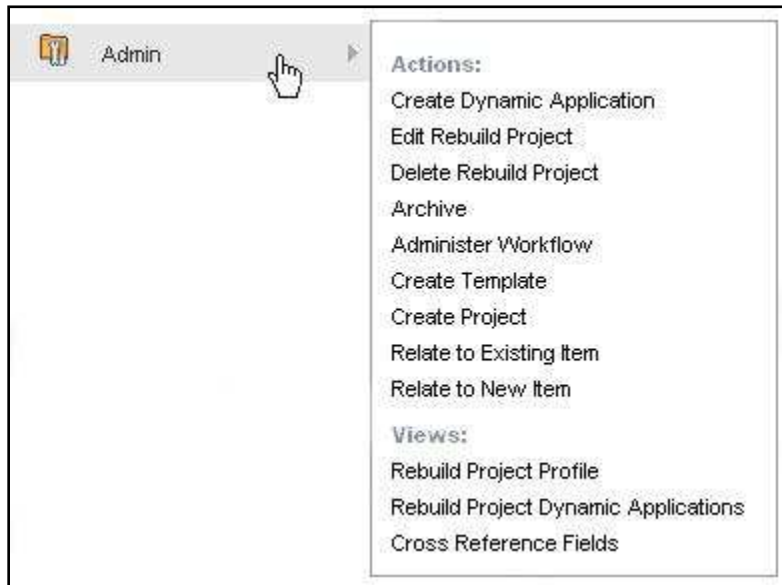 Admin
Actions:
Create Dynamic Application
Edit Rebuild Project
Delete Rebuild Project
Archive
Administer Workflow
Create Template
Create Project
Relate to Existing Item
Relate to New Item
Views:
Rebuild Project Profile
Rebuild Project Dynamic Applications
Cross Reference Fields